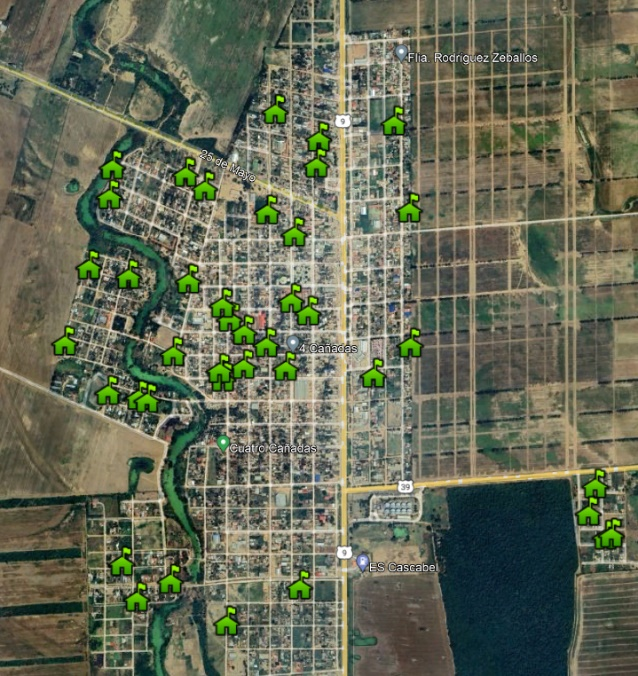 Flia. Rodriguez Zeballos
9
25 de Mayo
4 Cañadas
Cuatro Cañadas
39
9
ES Cascabel